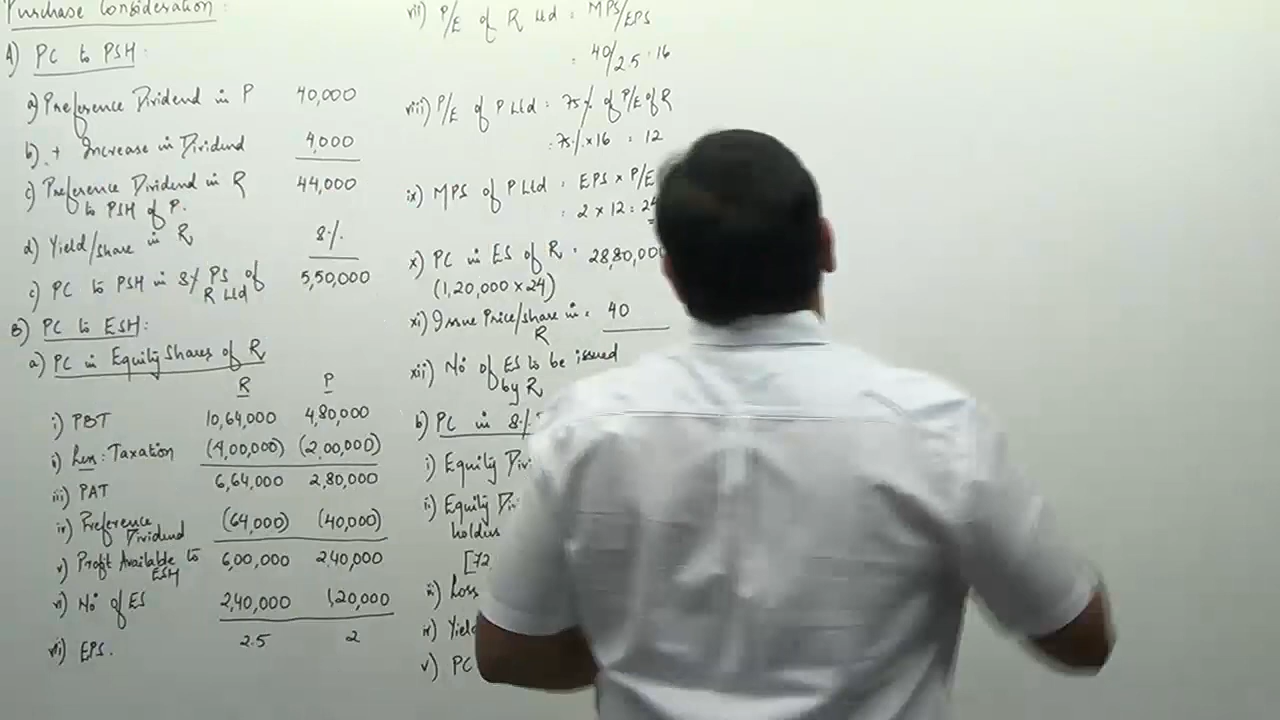 Purchase Consideration:
A) PC to PSH:
a) Preference Dividend in P 40,000
b) + Increase in Dividend 4,000
c) Preference Dividend in R 44,000
to PSH of P.
d) Yield/share in R 8%
e) PC to PSH in 8% PS of 5,50,000
R Ltd
B) PC to ESH:
a) PC in Equity Shares of R
R P
i) PBT 10,64,000 4,80,000
ii) Less: Taxation (4,00,000) (2,00,000)
iii) PAT 6,64,000 2,80,000
iv) Preference (64,000) (40,000)
Dividend
v) Profit Available to 6,00,000 2,40,000
ESH
vi) No of ES 2,40,000 1,20,000
vi) EPS. 2.5 2
vii) P/E of R Ltd = MPS/EPS
= 40/2.5 = 16
viii) P/E of P Ltd = 75% of P/E of R
= 75% × 16 = 12
ix) MPS of P Ltd = EPS × P/E
= 2 × 12 = 24
x) PC in ES of R = 28,80,000
(1,20,000 × 24)
xi) Issue Price/share in = 40
R
xii) No of ES to be issued
by R
b) PC in 8%
i) Equity
ii) Equity
holders
[72
iii) Loss
iv)
v) PC